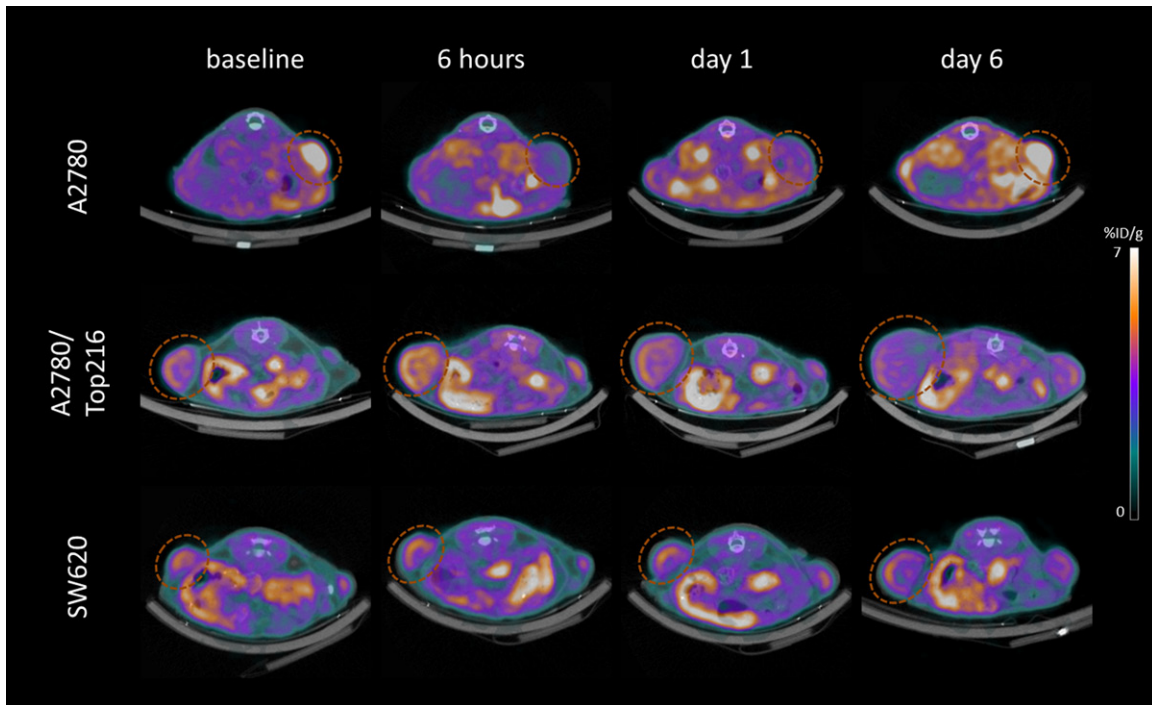 baseline
6 hours
day 1
day 6
A2780
%ID/g
7
A2780/
Top216
0
SW620